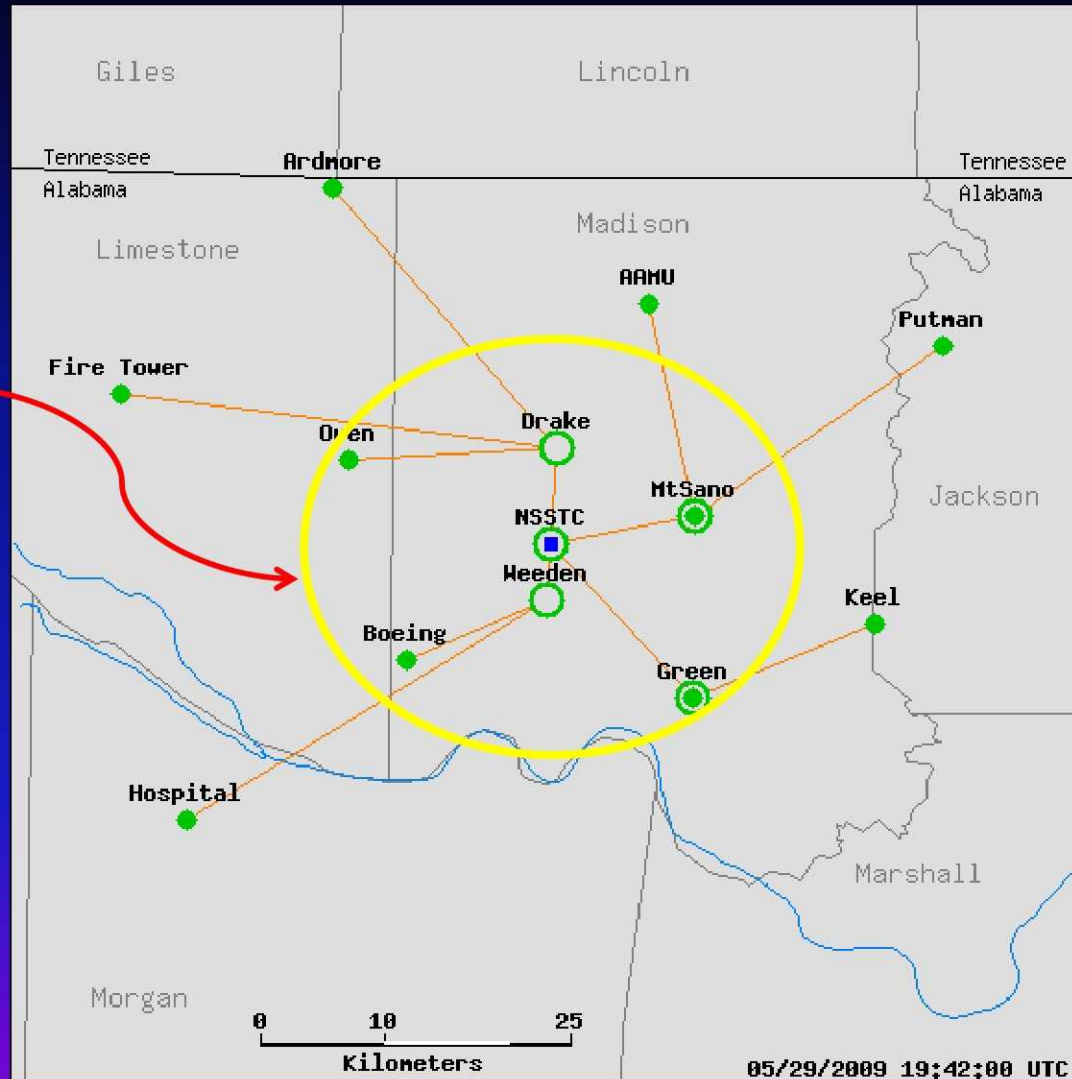 Giles
Lincoln
Tennessee
Ardmore
Tennessee
Alabama
Alabama
Madison
Limestone
AAMU
Putman
Fire Tower
Drake
Owen
MtSano
Jackson
NSSTC
Weeden
Keel
Boeing
Green
Hospital
Marshall
Morgan
0 10 25
Kilometers
05/29/2009 19:42:00 UTC